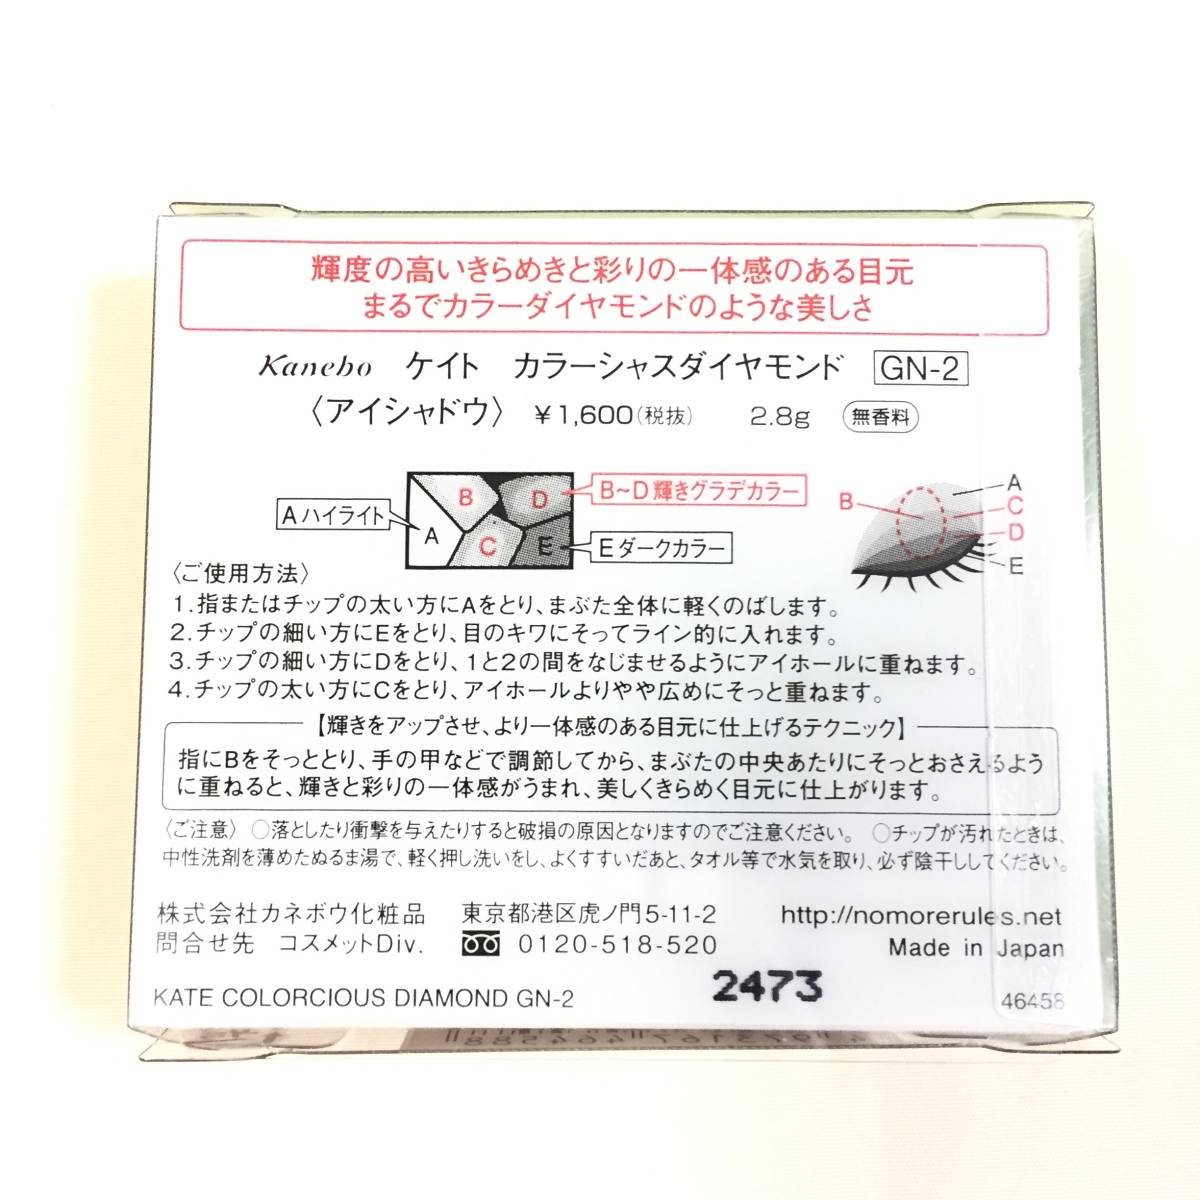 輝度の高いきらめきと彩りの一体感のある目元
まるでカラーダイヤモンドのような美しさ
Kanebo ケイト カラーシャスダイヤモンド GN-2
〈アイシャドウ〉 ¥1,600(税抜) 2.8g 無香料
Aハイライト
A
B
C
D
E
B～D輝きグラデカラー
Eダークカラー
B
A
C
D
E
〈ご使用方法〉
1.指またはチップの太い方にAをとり、まぶた全体に軽くのばします。
2.チップの細い方にEをとり、目のキワにそってライン的に入れます。
3.チップの細い方にDをとり、1と2の間をなじませるようにアイホールに重ねます。
4.チップの太い方にCをとり、アイホールよりやや広めにそっと重ねます。
【輝きをアップさせ、より一体感のある目元に仕上げるテクニック】
指にBをそっととり、手の甲などで調節してから、まぶたの中央あたりにそっとおさえるよう
に重ねると、輝きと彩りの一体感がうまれ、美しくきらめく目元に仕上がります。
〈ご注意〉 ○落としたり衝撃を与えたりすると破損の原因となりますのでご注意ください。 ○チップが汚れたときは、
中性洗剤を薄めたぬるま湯で、軽く押し洗いをし、よくすすいだあと、タオル等で水気を取り、必ず陰干ししてください。
株式会社カネボウ化粧品 東京都港区虎ノ門5-11-2 http://nomorerules.net
問合せ先 コスメットDiv. 0120-518-520 Made in Japan
KATE COLORCIOUS DIAMOND GN-2 2473 46458